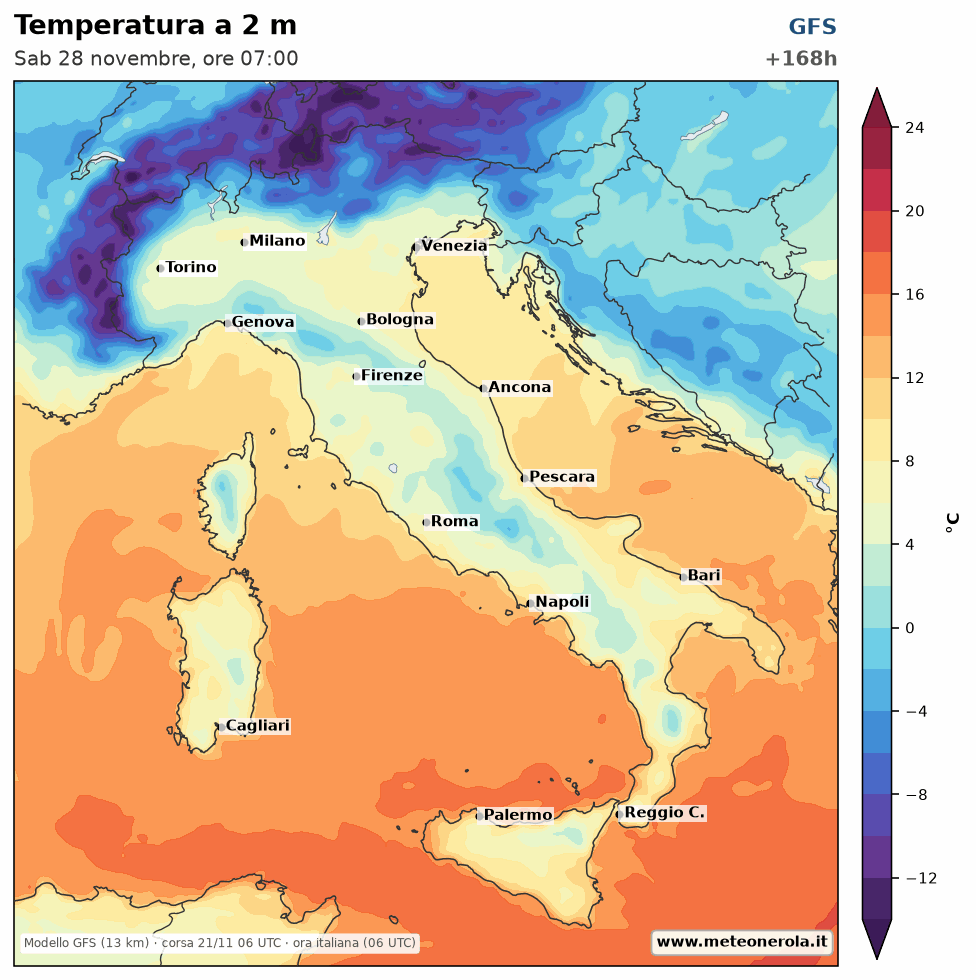 Temperatura a 2 m
GFS
Sab 28 novembre, ore 07:00
+168h
Milano
Venezia
Torino
Genova
Bologna
Firenze
Ancona
Pescara
Roma
Bari
Napoli
Cagliari
Palermo
Reggio C.
24
20
16
12
8
4
0
−4
−8
−12
°C
Modello GFS (13 km) · corsa 21/11 06 UTC · ora italiana (06 UTC)
www.meteonerola.it